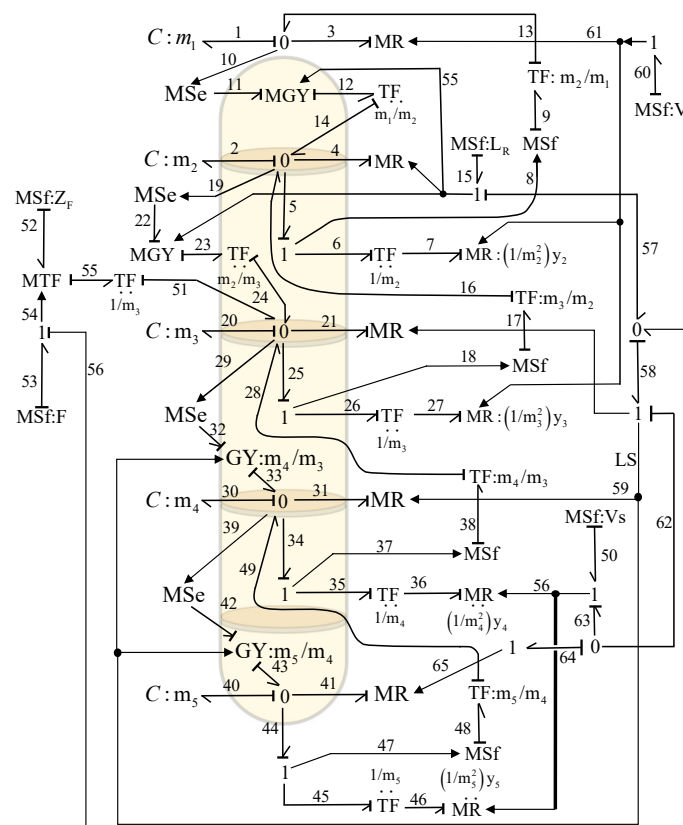 1 3 13 61
C : m₁ 0 MR 1
10 60
TF: m₂/m₁
11 12 55
MSe MGY TF
m₁/m₂ 9 MSf:V
14 MSf:L_R MSf
2 4
C : m₂ 0 MR 15 8
19 1
MSf:Z_F MSe 5
22 57
52 MGY 23 TF 1 6 TF 7 MR : (1/m₂²) y₂
55 m₂/m₃ 1/m₂
MTF TF 51 24 16
1/m₃ TF: m₃/m₂
54 20 21 17 0
1 C : m₃ 0 MR
29 25 18 MSf 58
53 56 28
MSe 1 26 TF 27 MR : (1/m₃²) y₃ 1
MSf:F 32 1/m₃
GY: m₄/m₃ LS
33 TF: m₄/m₃
30 31 59
C : m₄ 0 MR
38 MSf:Vs 62
39 34 37
49 MSf 50
MSe 1 35 TF 36 MR 56 1
42 1/m₄ (1/m₄²) y₄ 63
GY: m₅/m₄ 1 64 0
43 65
40 41
C : m₅ 0 MR TF: m₅/m₄
44 48
47
1 MSf
1/m₅ (1/m₅²) y₅
45 TF 46 MR